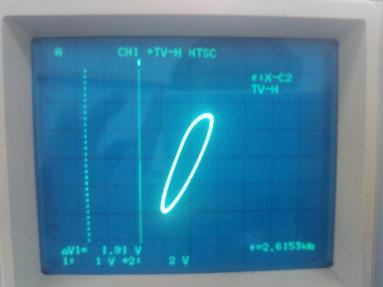 A CH1 +TV-H NTSC
f:X-C2
TV-H
ΔV1= 1.91 V
f=2.6153kHz
1: 1 V +2: 2 V